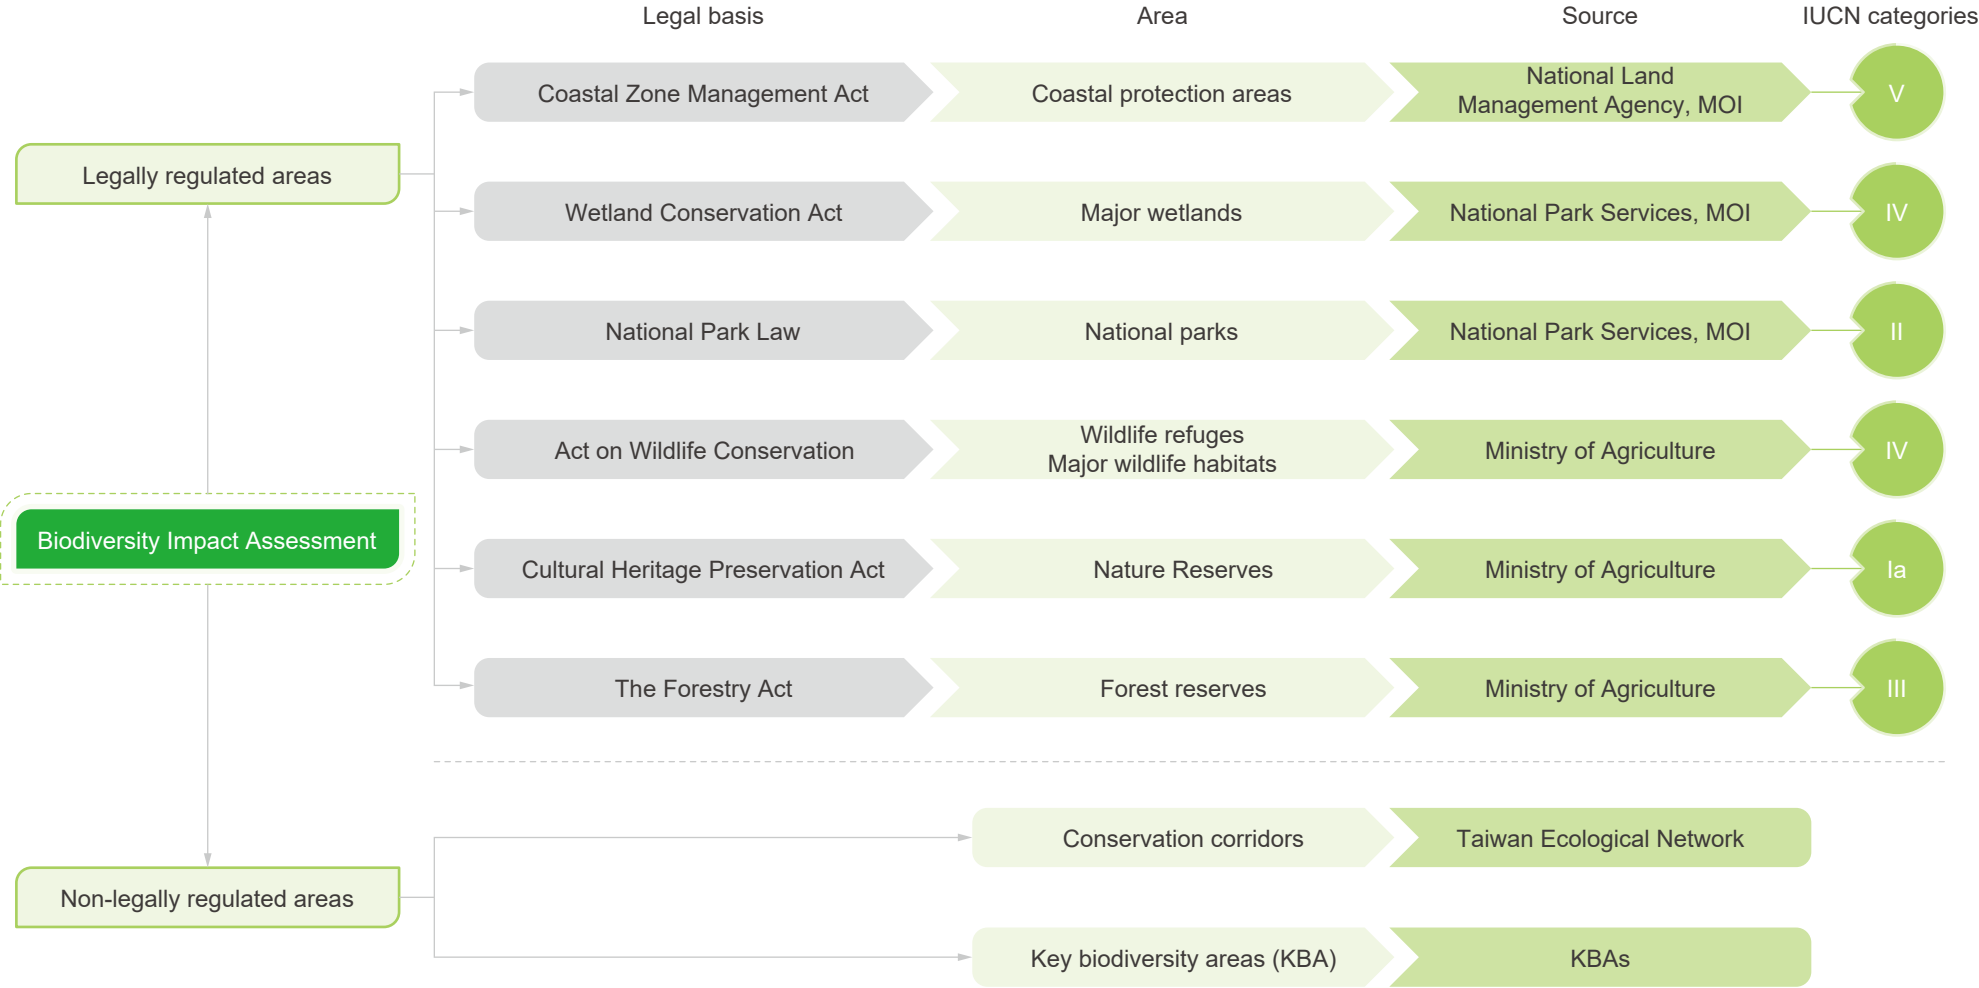 Legal basis
Area
Source
IUCN categories
Coastal Zone Management Act
Coastal protection areas
National Land
Management Agency, MOI
V
Legally regulated areas
Wetland Conservation Act
Major wetlands
National Park Services, MOI
IV
National Park Law
National parks
National Park Services, MOI
II
Act on Wildlife Conservation
Wildlife refuges
Major wildlife habitats
Ministry of Agriculture
IV
Biodiversity Impact Assessment
Cultural Heritage Preservation Act
Nature Reserves
Ministry of Agriculture
Ia
The Forestry Act
Forest reserves
Ministry of Agriculture
III
Non-legally regulated areas
Conservation corridors
Taiwan Ecological Network
Key biodiversity areas (KBA)
KBAs